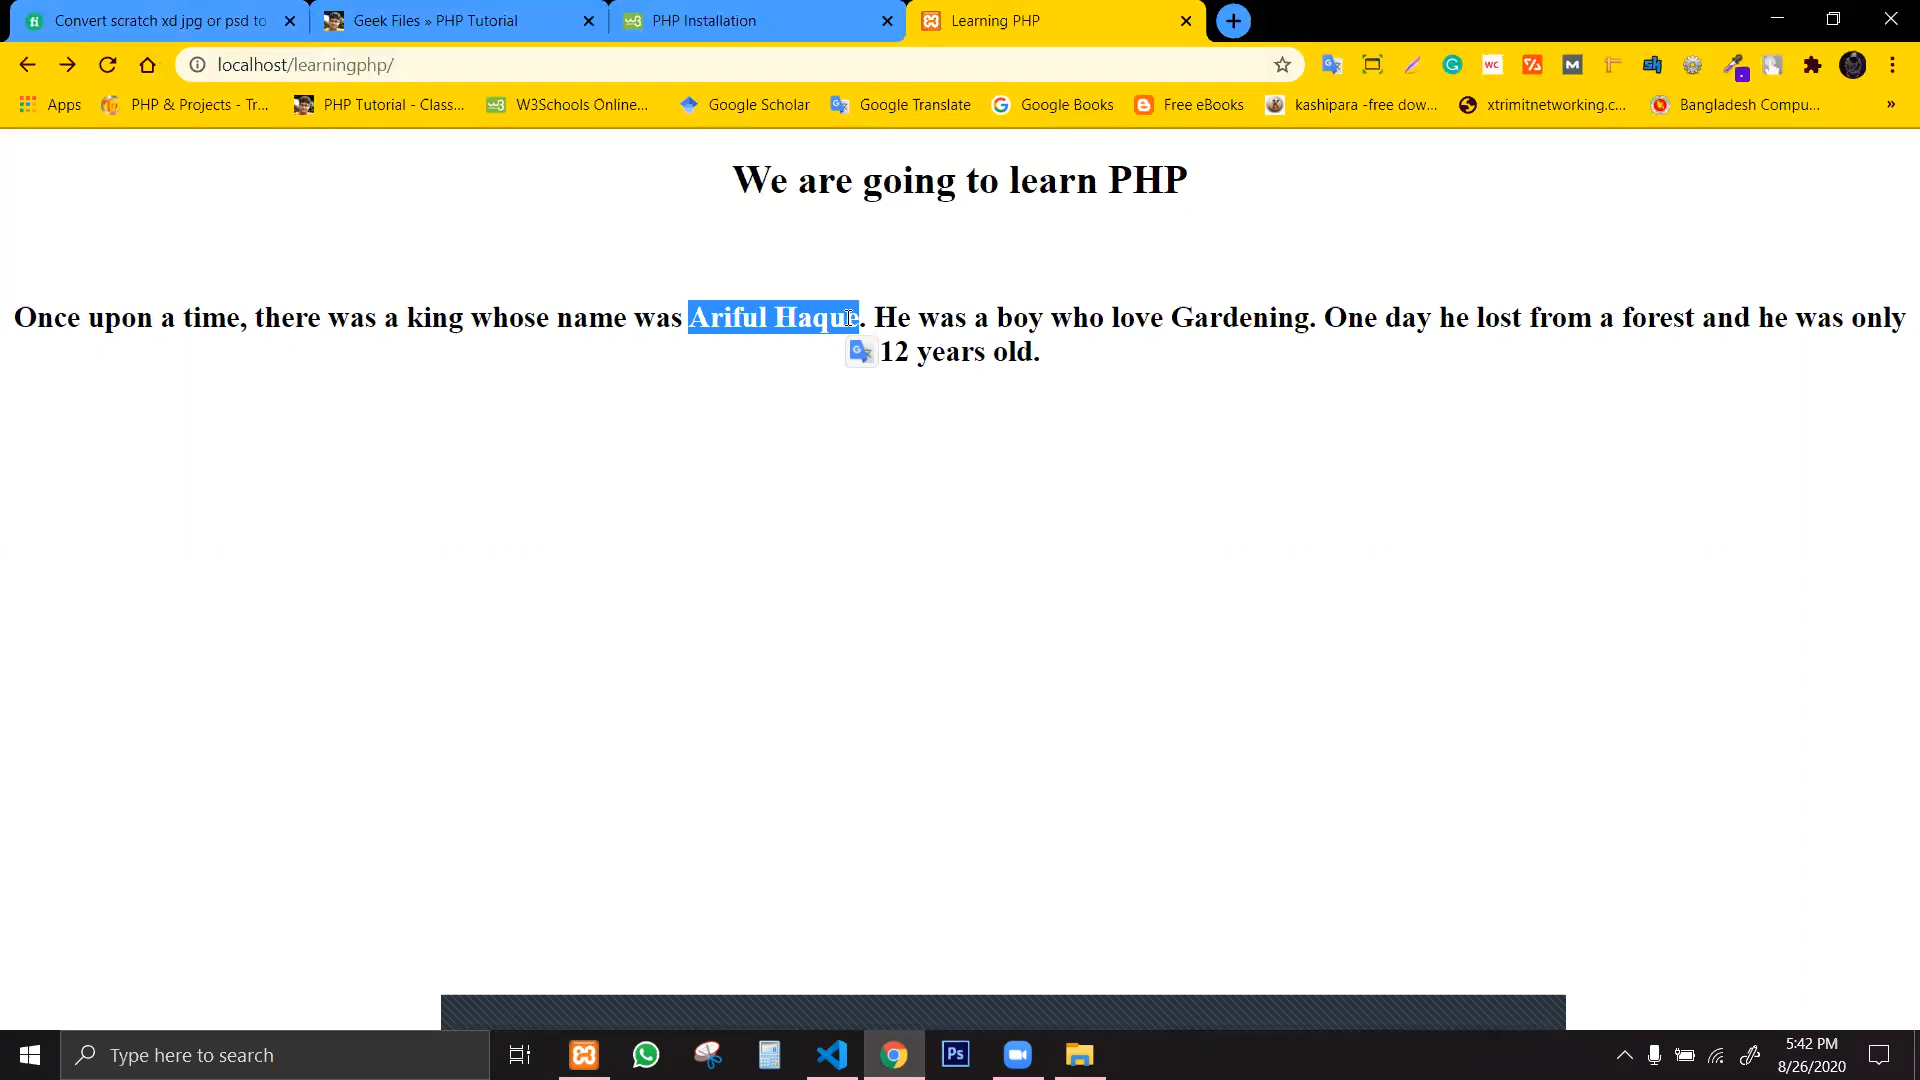 Convert scratch xd jpg or psd to
Geek Files » PHP Tutorial
PHP Installation
Learning PHP
localhost/learningphp/
Apps
PHP & Projects - Tr...
PHP Tutorial - Class...
W3Schools Online...
Google Scholar
Google Translate
Google Books
Free eBooks
kashipara -free dow...
xtrimitnetworking.c...
Bangladesh Compu...
»
We are going to learn PHP
Once upon a time, there was a king whose name was Ariful Haque. He was a boy who love Gardening. One day he lost from a forest and he was only
12 years old.
Type here to search
Ps
5:42 PM
8/26/2020